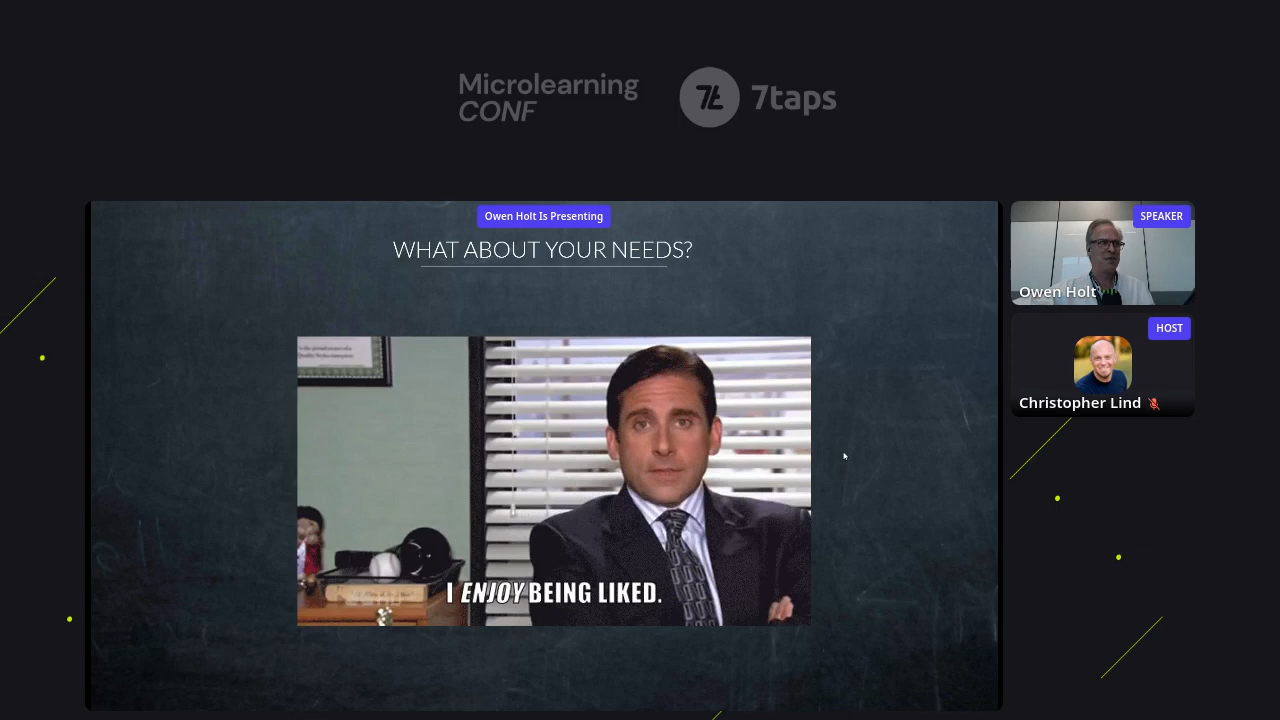 Microlearning
CONF
7taps
Owen Holt Is Presenting
WHAT ABOUT YOUR NEEDS?
I ENJOY BEING LIKED.
SPEAKER
Owen Holt
HOST
Christopher Lind